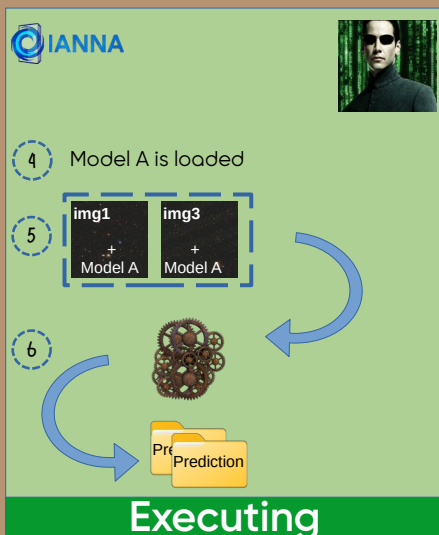 IANNA
4 Model A is loaded
5
img1 img3
+ +
Model A Model A
6
Pre
Prediction
Executing